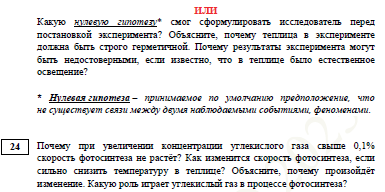 ИЛИ
Какую нулевую гипотезу* смог сформулировать исследователь перед
постановкой эксперимента? Объясните, почему теплица в эксперименте
должна быть строго герметичной. Почему результаты эксперимента могут
быть недостоверными, если известно, что в теплице было естественное
освещение?
* Нулевая гипотеза – принимаемое по умолчанию предположение, что
не существует связи между двумя наблюдаемыми событиями, феноменами.
24
Почему при увеличении концентрации углекислого газа свыше 0,1%
скорость фотосинтеза не растёт? Как изменится скорость фотосинтеза, если
сильно снизить температуру в теплице? Объясните, почему произойдёт
изменение. Какую роль играет углекислый газ в процессе фотосинтеза?